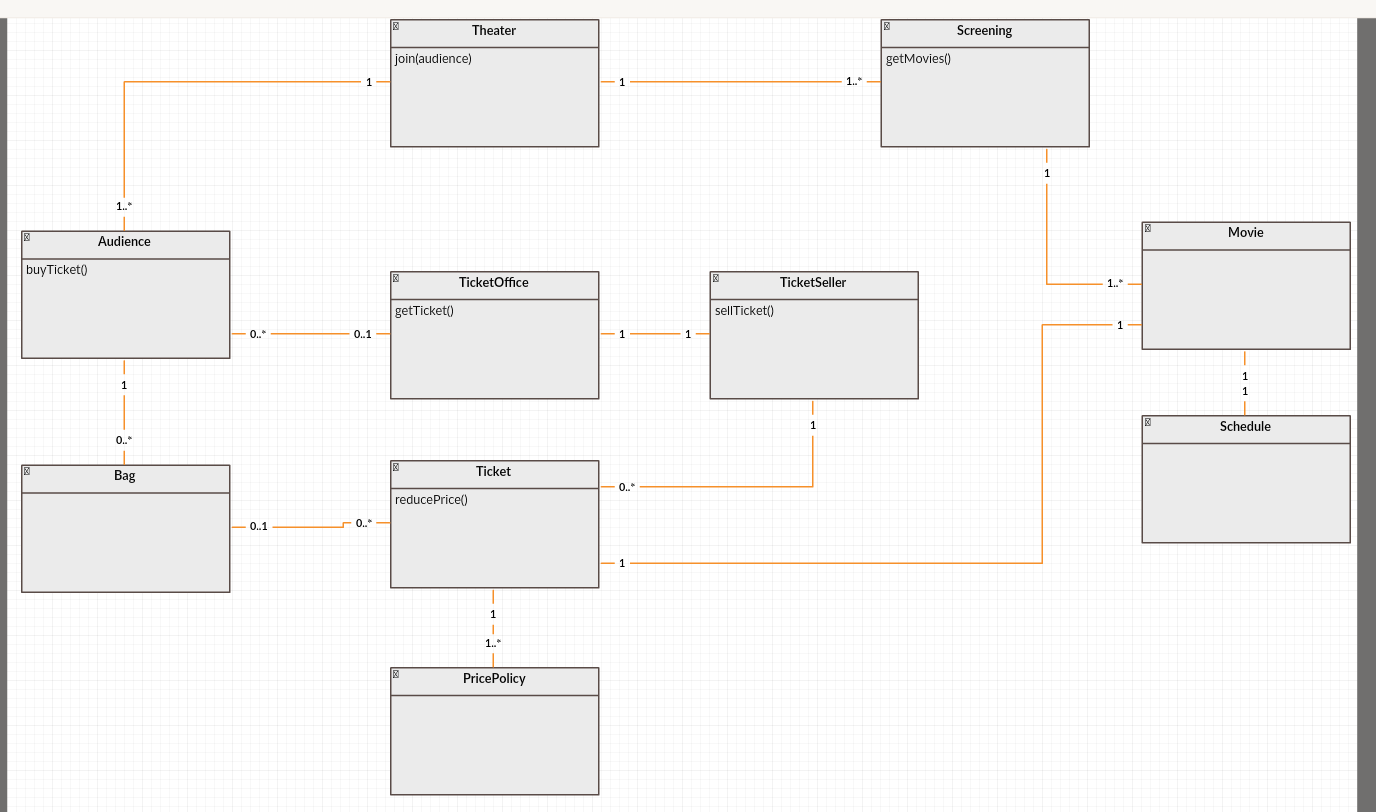 Theater
join(audience)
Screening
getMovies()
1
1
1..*
1
1..*
Audience
buyTicket()
Movie
TicketOffice
getTicket()
TicketSeller
sellTicket()
1..*
1
0..*
0..1
1
1
1
1
1
0..*
1
Schedule
Bag
Ticket
reducePrice()
0..*
0..1
0..*
1
1
1..*
PricePolicy